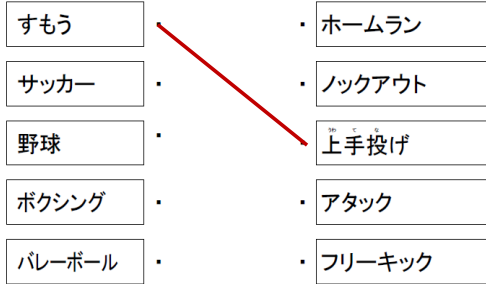 すもう
ホームラン
サッカー
ノックアウト
野球
上手投げ
うわ て な
ボクシング
アタック
バレーボール
フリーキック